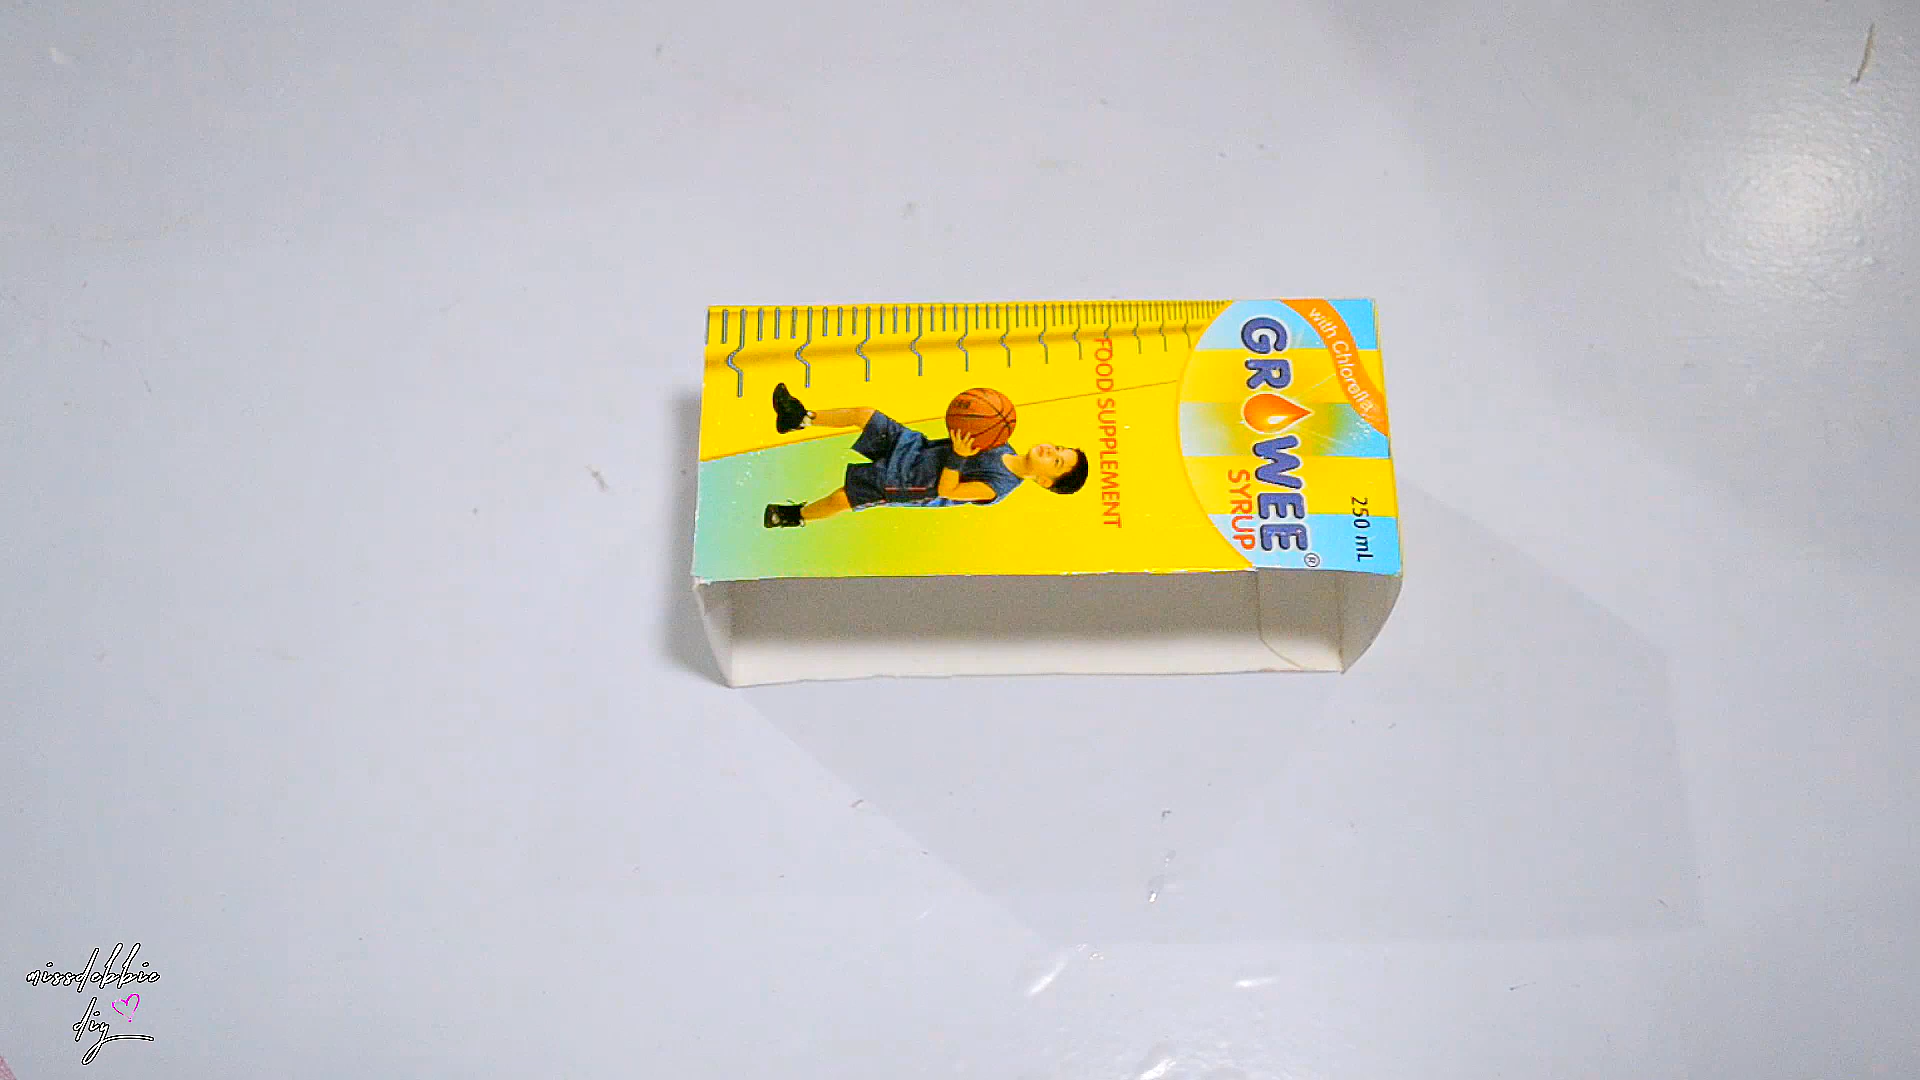 with Chlorella
GROWEE®
SYRUP
250 mL
FOOD SUPPLEMENT
missdebbie
diy